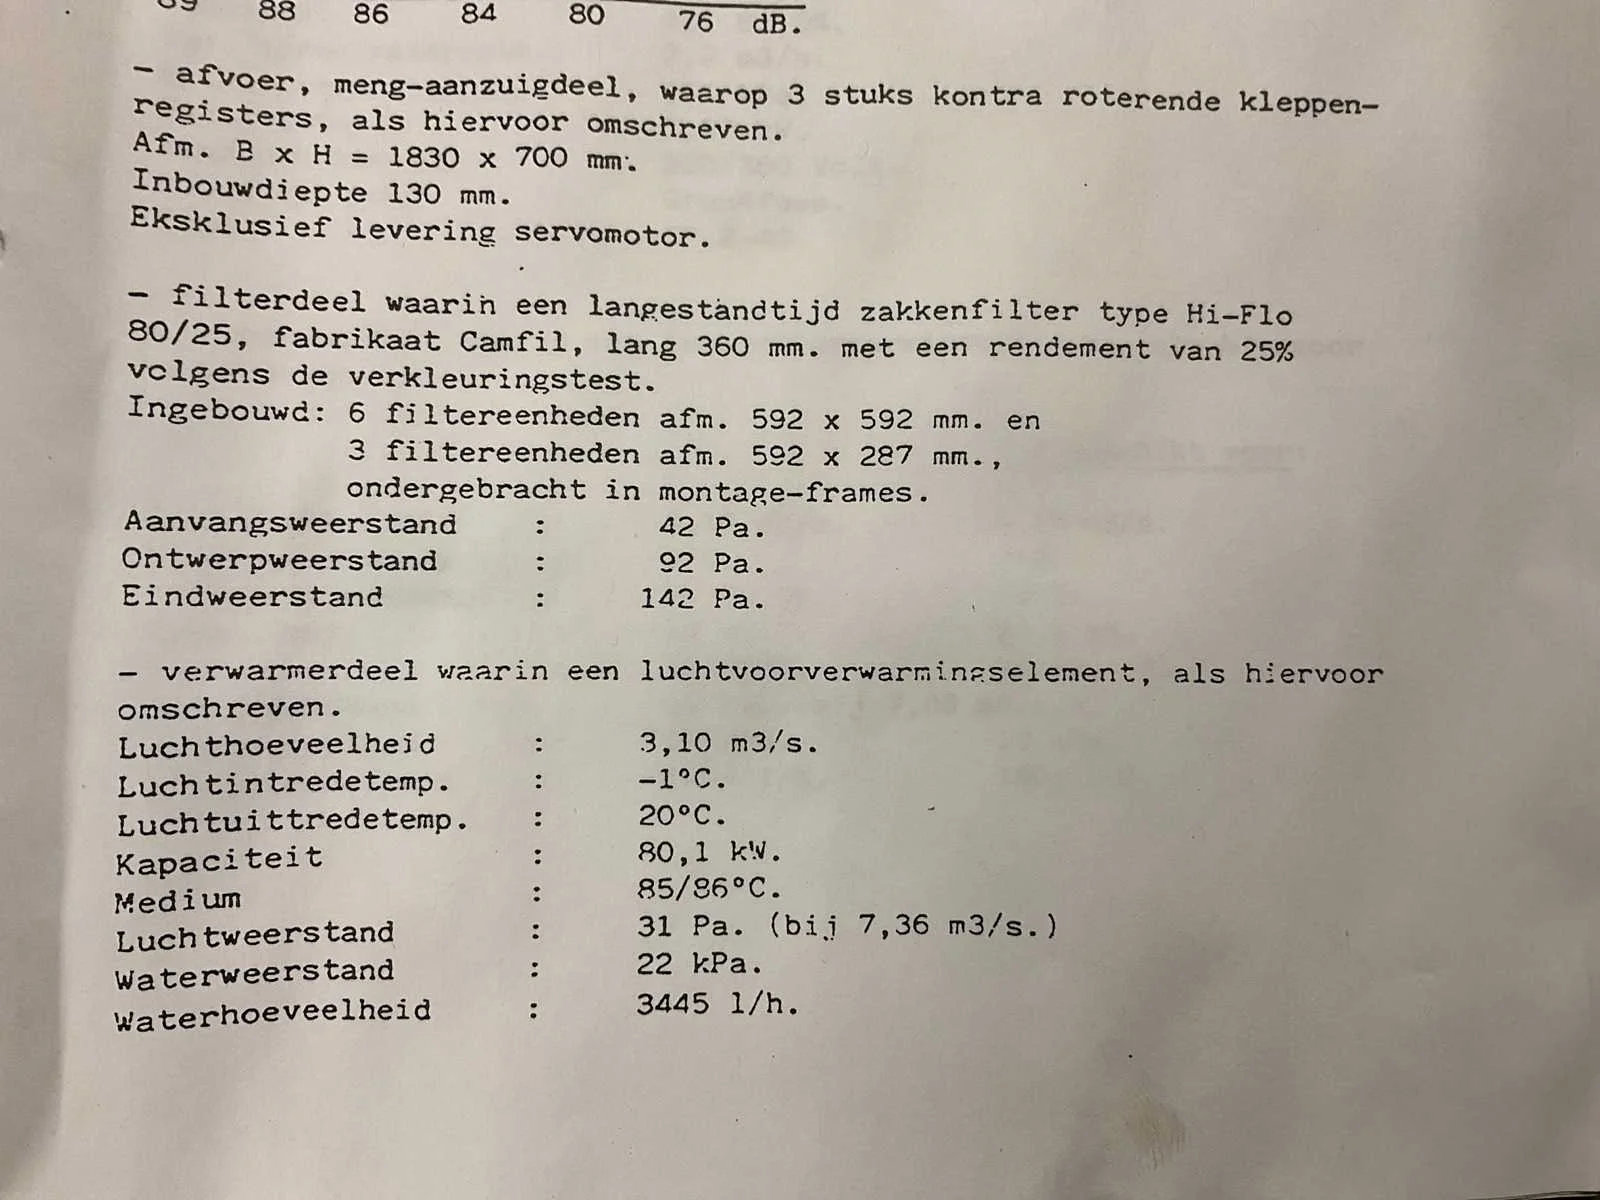 88 86 84 80 76 dB.
- afvoer, meng-aanzuigdeel, waarop 3 stuks kontra roterende kleppen-
registers, als hiervoor omschreven.
Afm. B x H = 1830 x 700 mm.
Inbouwdiepte 130 mm.
Eksklusief levering servomotor.
- filterdeel waarin een langestandtijd zakkenfilter type Hi-Flo
80/25, fabrikaat Camfil, lang 360 mm. met een rendement van 25%
volgens de verkleuringstest.
Ingebouwd: 6 filtereenheden afm. 592 x 592 mm. en
3 filtereenheden afm. 592 x 287 mm.,
ondergebracht in montage-frames.
Aanvangsweerstand : 42 Pa.
Ontwerpweerstand : 92 Pa.
Eindweerstand : 142 Pa.
- verwarmerdeel waarin een luchtvoorverwarmingselement, als hiervoor
omschreven.
Luchthoeveelheid : 3,10 m3/s.
Luchtintredetemp. : -1°C.
Luchtuittredetemp. : 20°C.
Kapaciteit : 80,1 kW.
Medium : 85/86°C.
Luchtweerstand : 31 Pa. (bij 7,36 m3/s.)
Waterweerstand : 22 kPa.
Waterhoeveelheid : 3445 l/h.